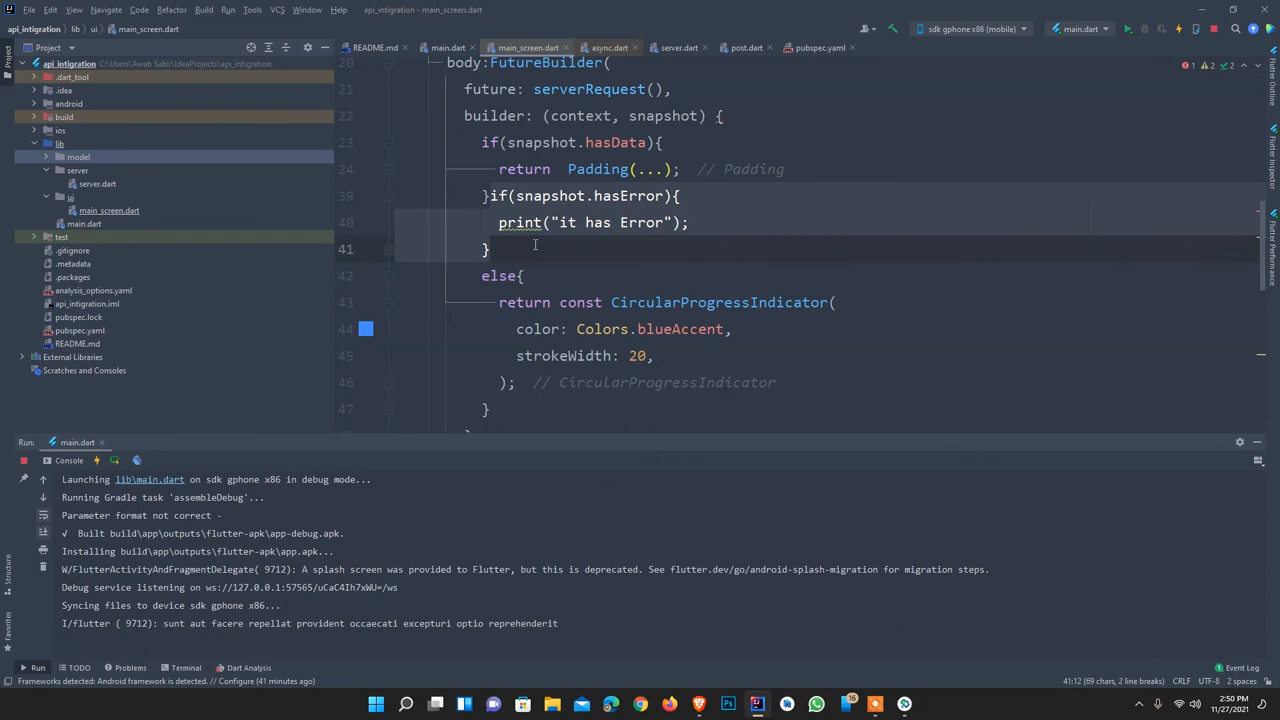 File Edit View Navigate Code Refactor Build Run Tools VCS Window Help api_intigration - main_screen.dart
api_intigration lib ui main_screen.dart sdk gphone x86 (mobile) main.dart
Project README.md main.dart main_screen.dart async.dart server.dart post.dart pubspec.yaml
api_intigration C:\Users\Awab Sabir\IdeaProjects\api_intigration 20 body:FutureBuilder( 1 2 2
.dart_tool
.idea 21 future: serverRequest(),
android
build 22 builder: (context, snapshot) {
ios
lib 23 if(snapshot.hasData){
model
server 24 return Padding(...); // Padding
server.dart
ui 39 }if(snapshot.hasError){
main_screen.dart
main.dart 40 print("it has Error");
test
.gitignore 41 }
.metadata
.packages 42 else{
analysis_options.yaml
api_intigration.iml 43 return const CircularProgressIndicator(
pubspec.lock
pubspec.yaml 44 color: Colors.blueAccent,
README.md
External Libraries 45 strokeWidth: 20,
Scratches and Consoles
46 ); // CircularProgressIndicator
47 }
Project
Structure
Favorites
Flutter Outline
Flutter Inspector
Flutter Performance
Run: main.dart
Console
Launching lib\main.dart on sdk gphone x86 in debug mode...
Running Gradle task 'assembleDebug'...
Parameter format not correct -
√ Built build\app\outputs\flutter-apk\app-debug.apk.
Installing build\app\outputs\flutter-apk\app.apk...
W/FlutterActivityAndFragmentDelegate( 9712): A splash screen was provided to Flutter, but this is deprecated. See flutter.dev/go/android-splash-migration for migration steps.
Debug service listening on ws://127.0.0.1:57565/uCaC4Ih7xWU=/ws
Syncing files to device sdk gphone x86...
I/flutter ( 9712): sunt aut facere repellat provident occaecati excepturi optio reprehenderit
Run TODO Problems Terminal Dart Analysis Event Log
Frameworks detected: Android framework is detected. // Configure (41 minutes ago) 41:12 (69 chars, 2 line breaks) CRLF UTF-8 2 spaces
16 2:50 PM
11/27/2021